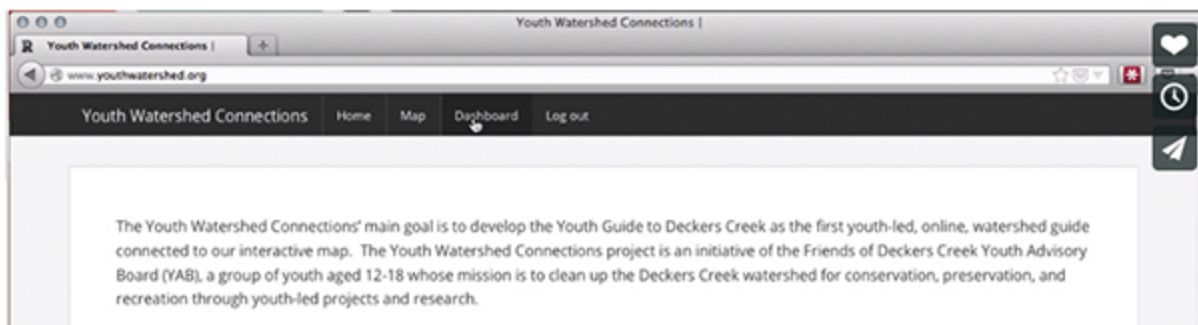 Youth Watershed Connections |
Youth Watershed Connections |
www.youthwatershed.org
Youth Watershed Connections Home Map Dashboard Log out
The Youth Watershed Connections' main goal is to develop the Youth Guide to Deckers Creek as the first youth-led, online, watershed guide
connected to our interactive map. The Youth Watershed Connections project is an initiative of the Friends of Deckers Creek Youth Advisory
Board (YAB), a group of youth aged 12-18 whose mission is to clean up the Deckers Creek watershed for conservation, preservation, and
recreation through youth-led projects and research.